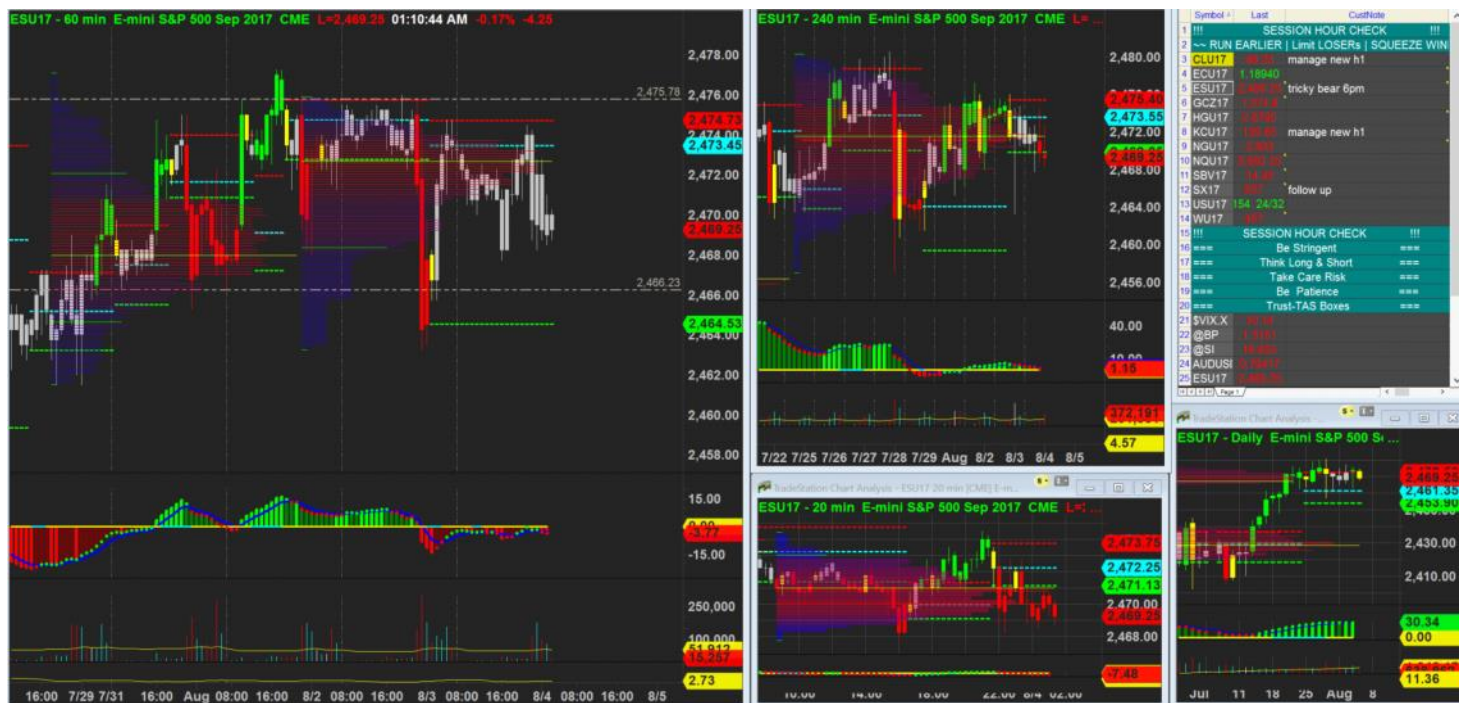 ESU17 - 60 min E-mini S&P 500 Sep 2017 CME L=2,469.25 01:10:44 AM -0.17% -4.25
2,478.00
2,476.00
2,475.78
2,474.73
2,474.00
2,473.45
2,472.00
2,470.00
2,469.25
2,468.00
2,466.23
2,466.00
2,464.53
2,462.00
2,460.00
2,458.00
15.00
0.00
-3.77
-15.00
250,000
100,000
51,912
15,257
2.73
16:00 7/29 7/31 16:00 Aug 08:00 16:00 8/2 08:00 16:00 8/3 08:00 16:00 8/4 08:00 16:00 8/5
ESU17 - 240 min E-mini S&P 500 Sep 2017 CME L= ...
2,480.00
2,475.40
2,473.55
2,472.00
2,469.25
2,468.00
2,464.00
2,460.00
2,456.00
40.00
1.15
372,191
4.57
7/22 7/25 7/26 7/27 7/28 7/29 Aug 8/2 8/3 8/4 8/5
TradeStation Chart Analysis - ESU17 20 min [CME] E-m...
ESU17 - 20 min E-mini S&P 500 Sep 2017 CME L=: ...
2,473.75
2,472.25
2,471.13
2,470.00
2,469.25
2,468.00
-7.48
10:00 14:00 18:00 22:00 8/4 02:00
Symbol Last CustNote
1 !!! SESSION HOUR CHECK !!!
2 ~~ RUN EARLIER | Limit LOSERs | SQUEEZE WIN
3 CLU17 manage new h1
4 ECU17 1.18940
5 ESU17 tricky bear 6pm
6 GCZ17
7 HGU17
8 KCU17 manage new h1
9 NGU17
10 NQU17
11 SBV17
12 SX17 follow up
13 USU17 154 24/32
14 WU17
15 !!! SESSION HOUR CHECK !!!
16 === Be Stringent ===
17 === Think Long & Short ===
18 === Take Care Risk ===
19 === Be Patience ===
20 === Trust-TAS Boxes ===
21 $VIX.X
22 @BP
23 @SI
24 AUDUSI
25 ESU17
Page 1
TradeStation Chart Analysis - ...
ESU17 - Daily E-mini S&P 500 S ...
2,469.25
2,461.35
2,453.90
2,430.00
2,410.00
30.34
0.00
11.36
Jul 11 18 25 Aug 8